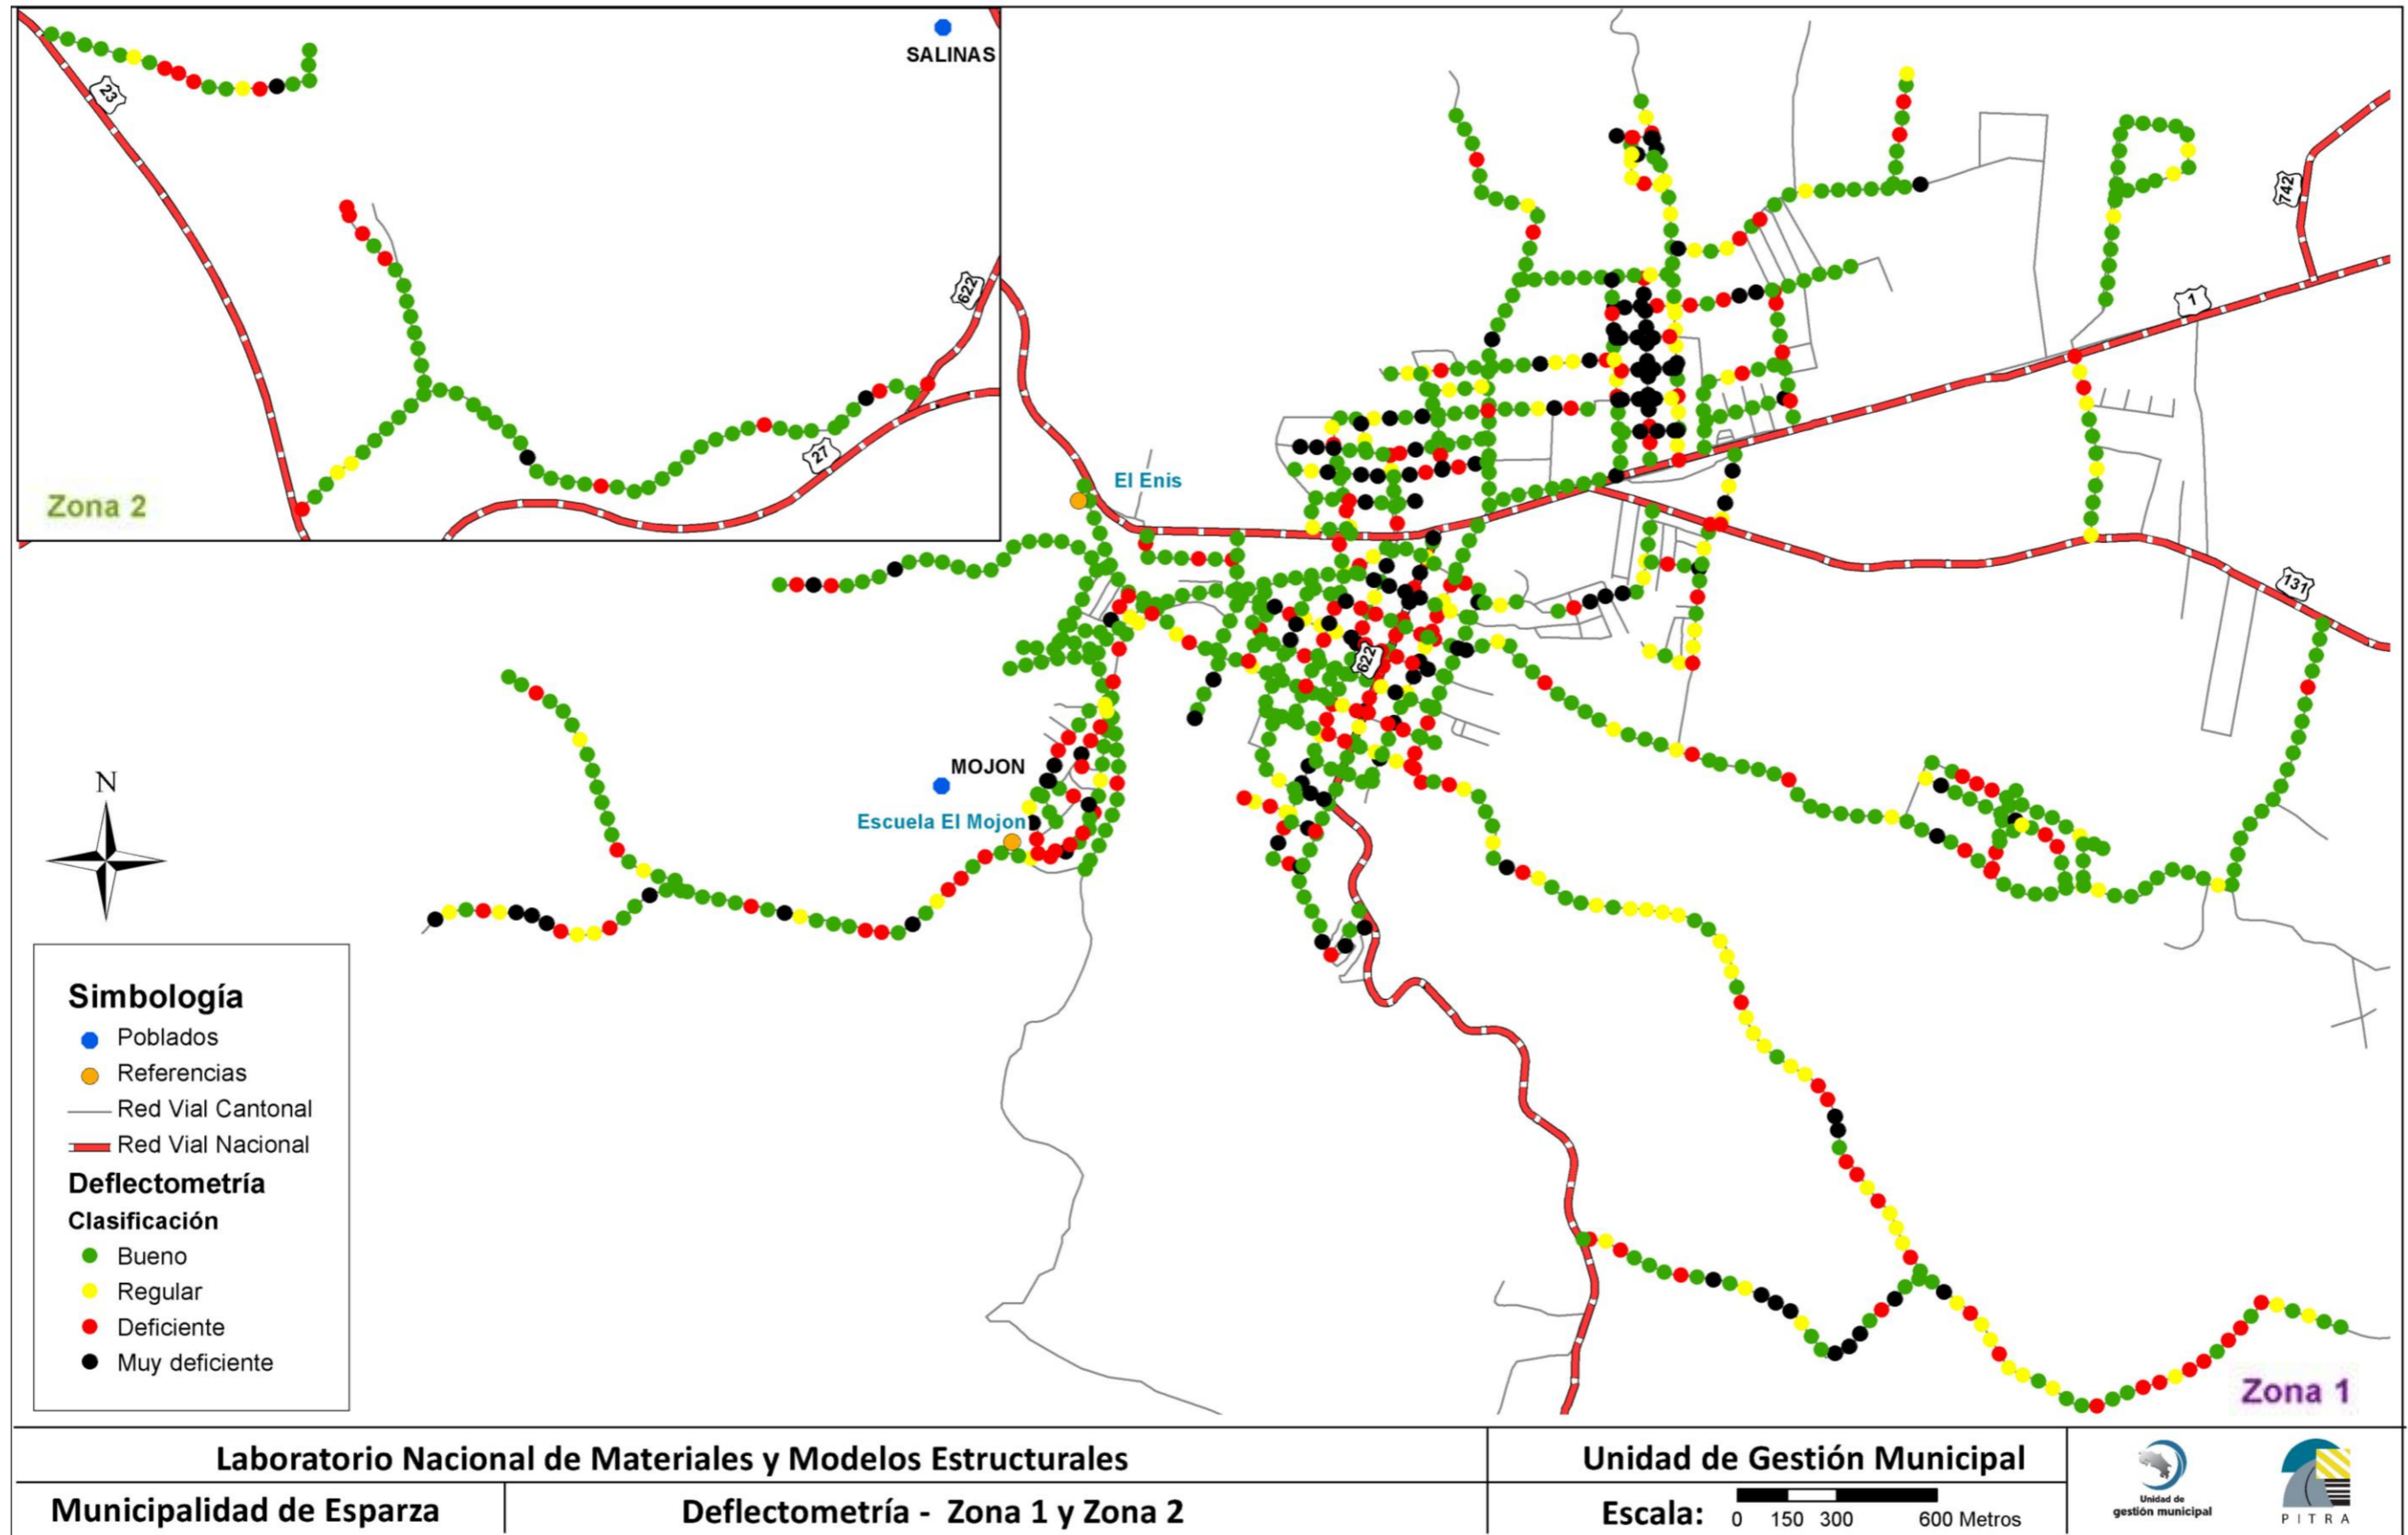 SALINAS
23
622
27
Zona 2
742
1
El Enis
131
622
MOJON
Escuela El Mojon
N
Simbología
Poblados
Referencias
Red Vial Cantonal
Red Vial Nacional
Deflectometría
Clasificación
Bueno
Regular
Deficiente
Muy deficiente
Zona 1
Laboratorio Nacional de Materiales y Modelos Estructurales
Unidad de Gestión Municipal
Municipalidad de Esparza
Deflectometría - Zona 1 y Zona 2
Escala:
0 150 300 600 Metros
Unidad de
gestión municipal
PITRA